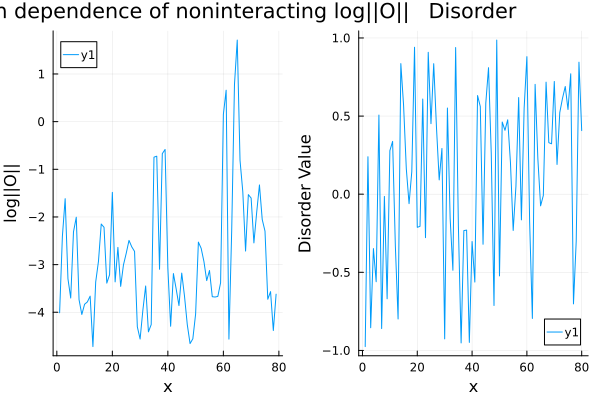 dependence of noninteracting log||O|| Disorder
y1
1
0
−1
−2
−3
−4
0 20 40 60 80
x
log||O||
1.0
0.5
0.0
−0.5
−1.0
0 20 40 60 80
x
Disorder Value
y1